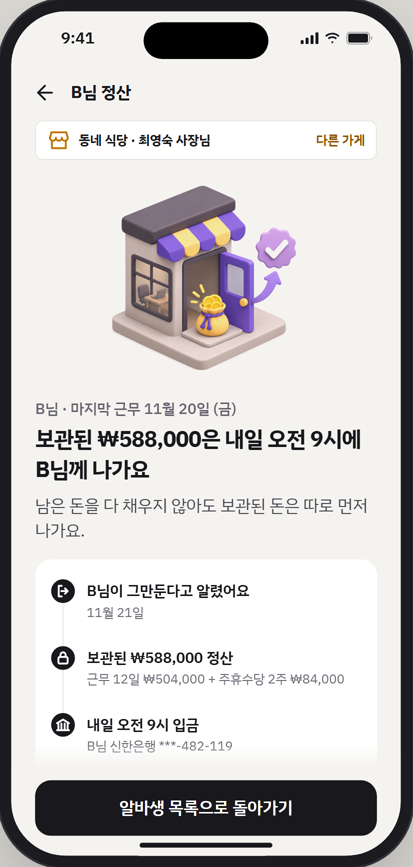 9:41
B님 정산
동네 식당 · 최영숙 사장님 다른 가게
B님 · 마지막 근무 11월 20일 (금)
보관된 ₩588,000은 내일 오전 9시에
B님께 나가요
남은 돈을 다 채우지 않아도 보관된 돈은 따로 먼저
나가요.
B님이 그만둔다고 알렸어요
11월 21일
보관된 ₩588,000 정산
근무 12일 ₩504,000 + 주휴수당 2주 ₩84,000
내일 오전 9시 입금
B님 신한은행 ***-482-119
알바생 목록으로 돌아가기